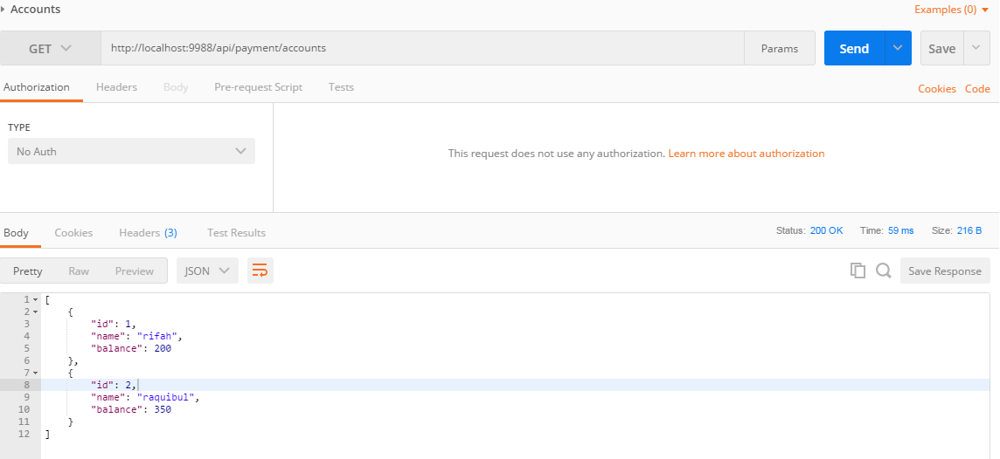 Accounts Examples (0)
GET http://localhost:9988/api/payment/accounts Params Send Save
Authorization Headers Body Pre-request Script Tests Cookies Code
TYPE
No Auth
This request does not use any authorization. Learn more about authorization
Body Cookies Headers (3) Test Results Status: 200 OK Time: 59 ms Size: 216 B
Pretty Raw Preview JSON Save Response
1 [
2 {
3 "id": 1,
4 "name": "rifah",
5 "balance": 200
6 },
7 {
8 "id": 2,
9 "name": "raquibul",
10 "balance": 350
11 }
12 ]